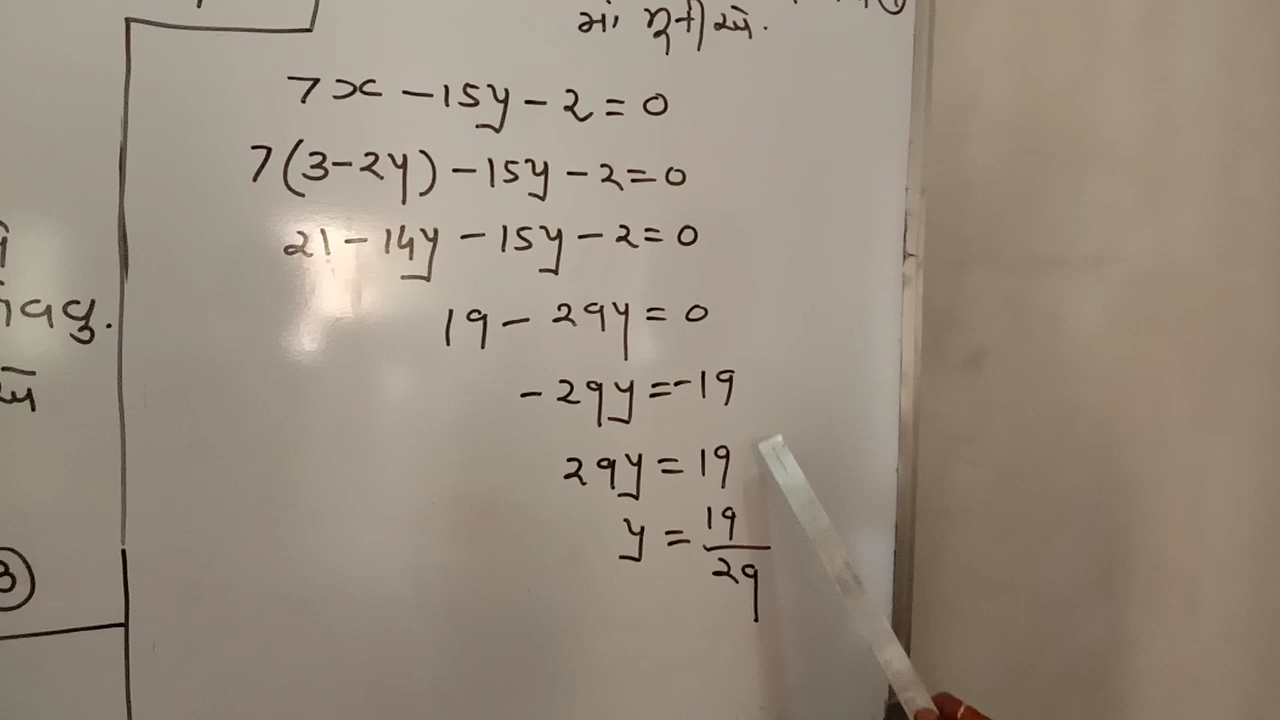 માં મૂકીએ.
7x - 15y - 2 = 0
7(3-2y) - 15y - 2 = 0
21 - 14y - 15y - 2 = 0
19 - 29y = 0
-29y = -19
29y = 19
y = 19/29